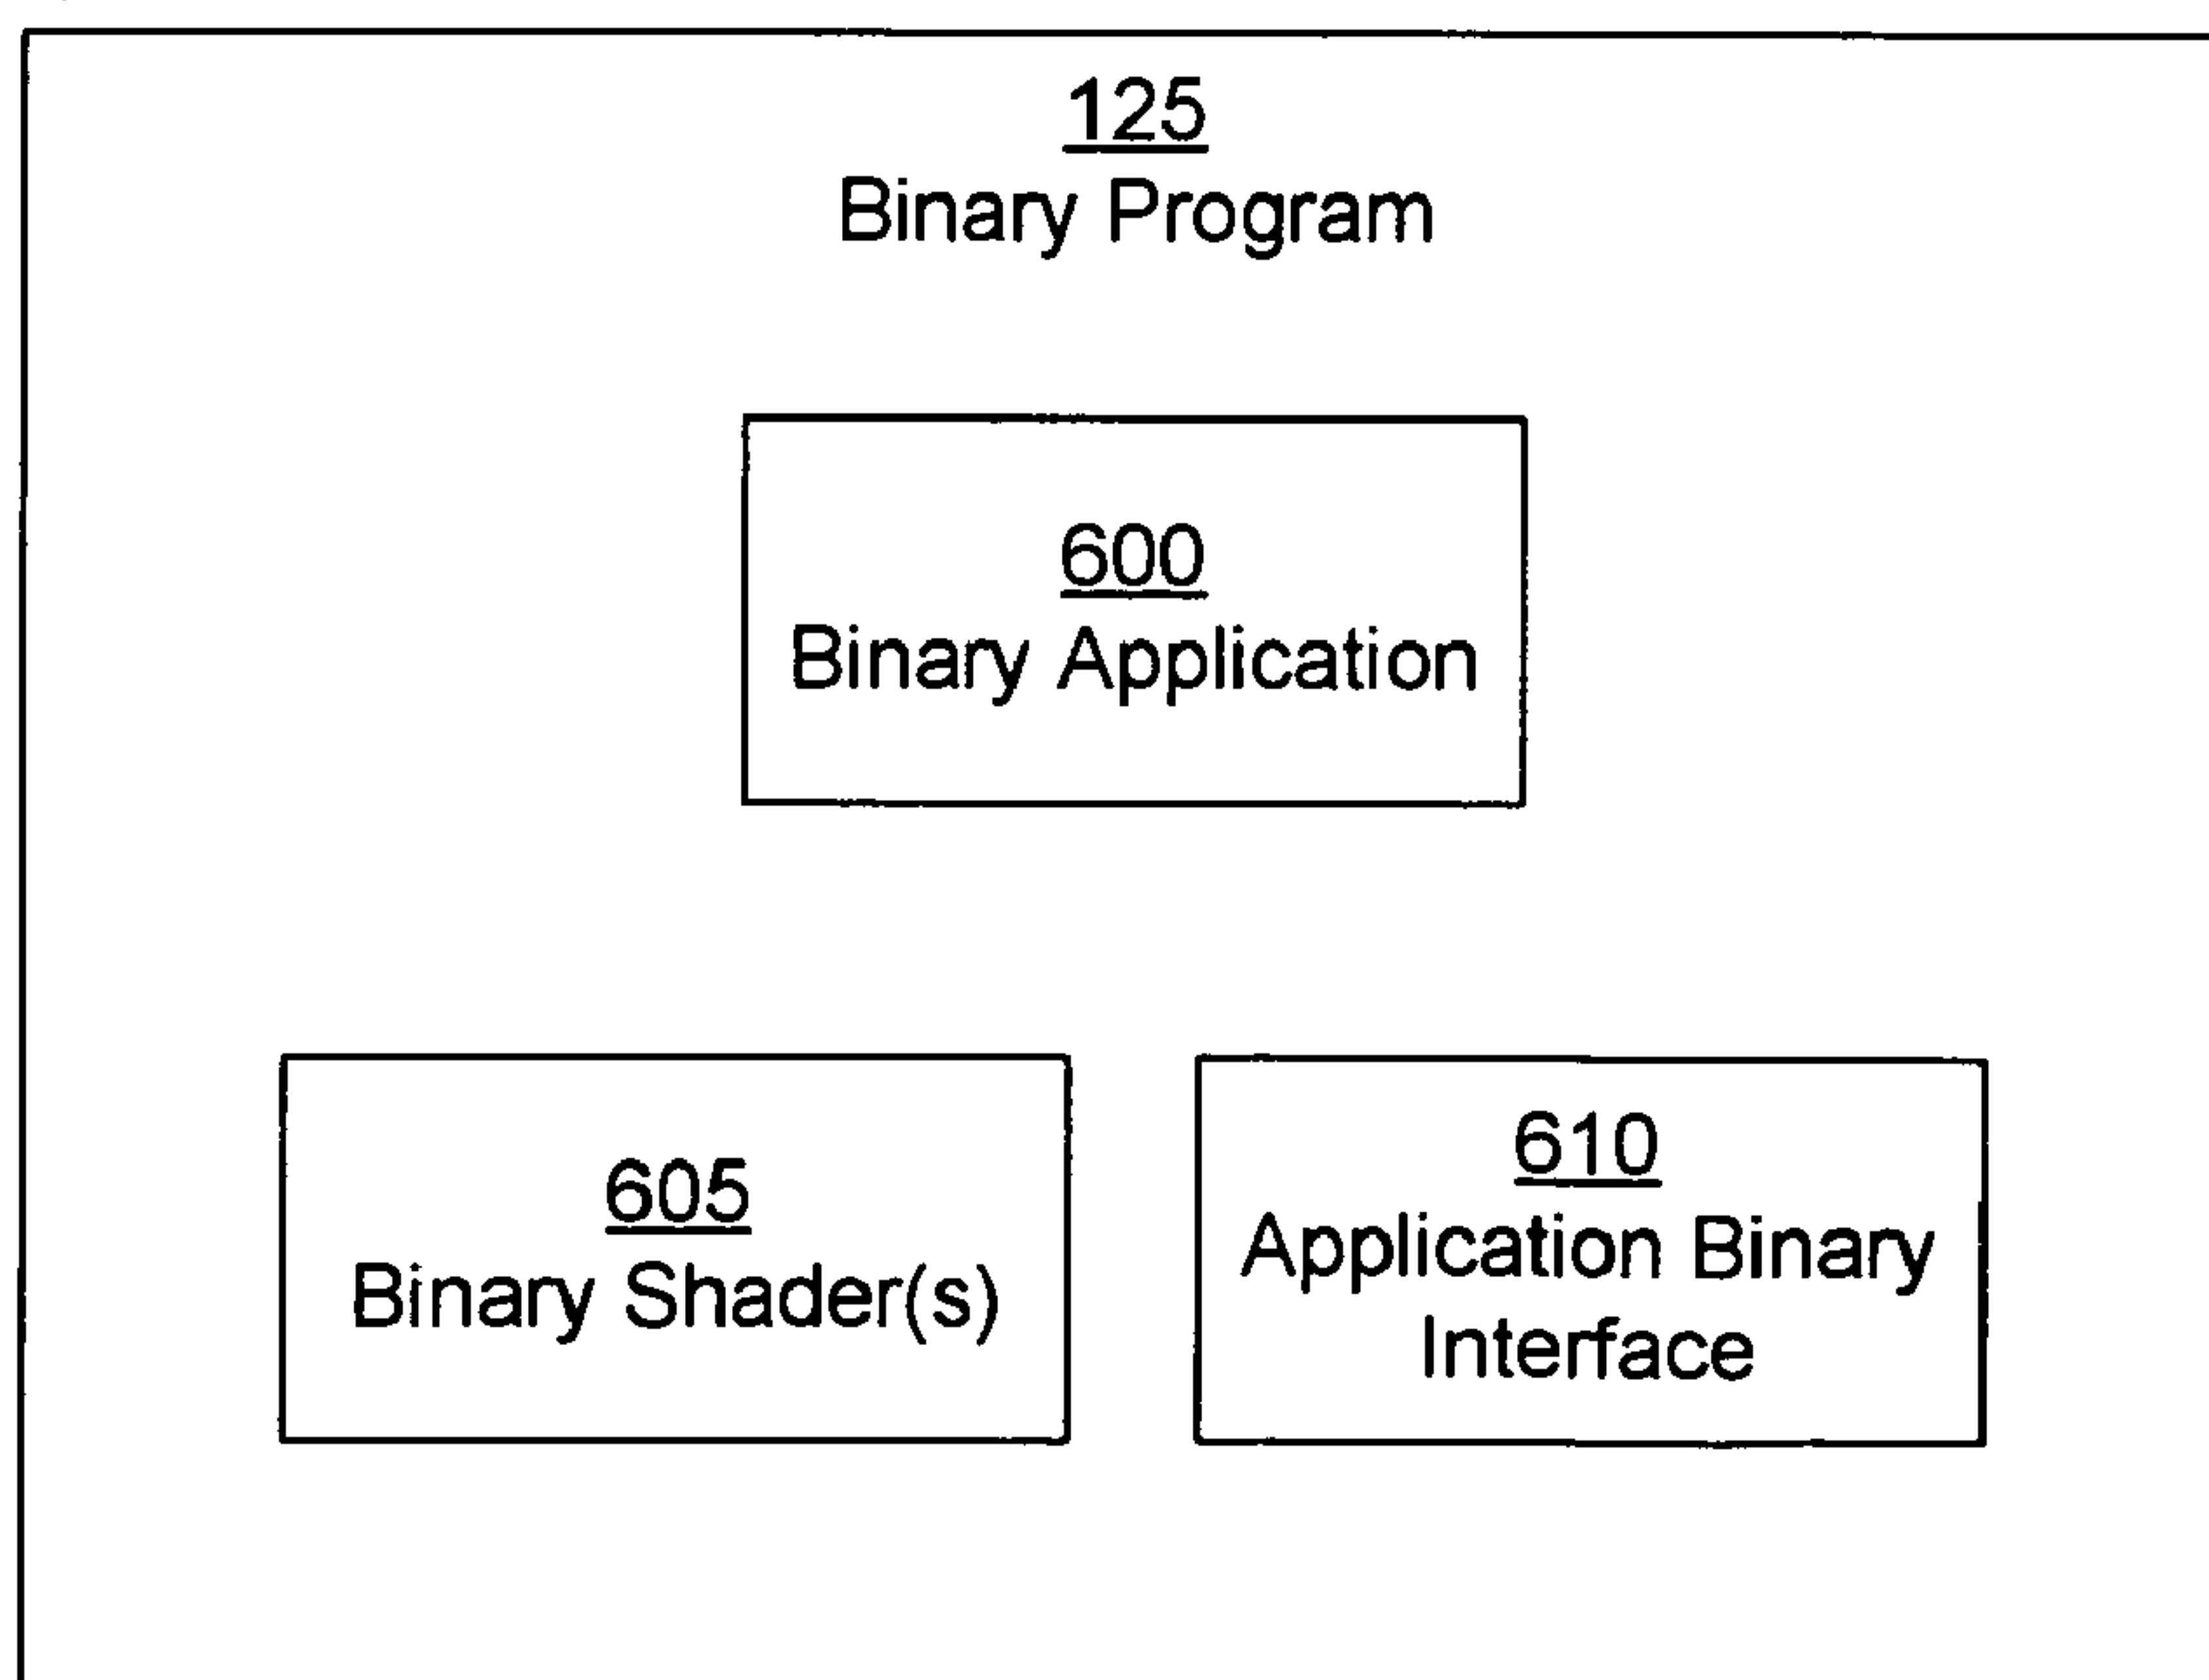 125
Binary Program
600
Binary Application
605
Binary Shader(s)
610
Application Binary
Interface